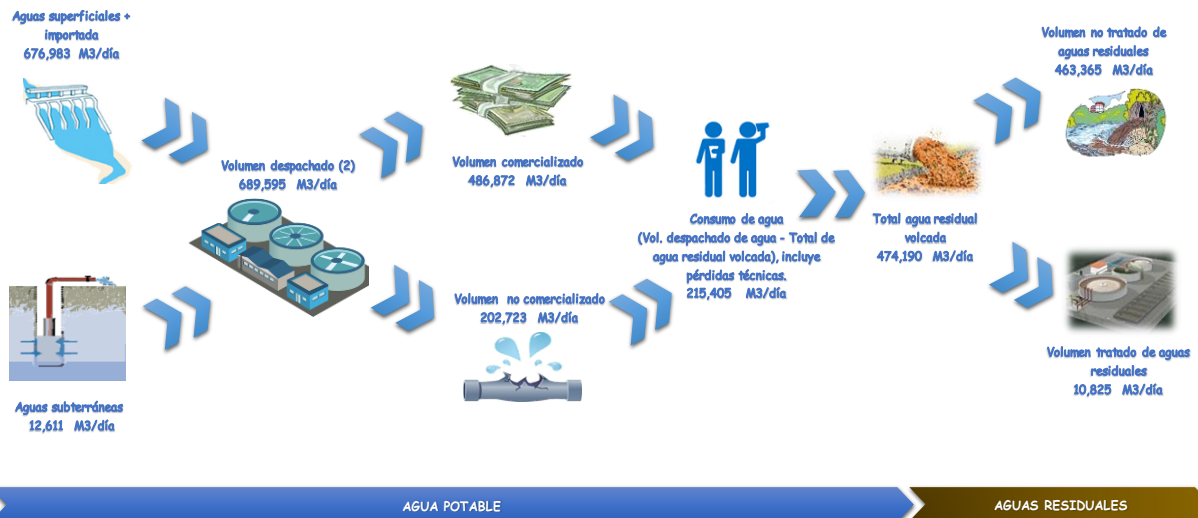 Aguas superficiales +
importada
676,983 M3/día
Volumen despachado (2)
689,595 M3/día
Aguas subterráneas
12,611 M3/día
Volumen comercializado
486,872 M3/día
Volumen no comercializado
202,723 M3/día
Consumo de agua
(Vol. despachado de agua - Total de
agua residual volcada), incluye
pérdidas técnicas.
215,405 M3/día
Total agua residual
volcada
474,190 M3/día
Volumen no tratado de
aguas residuales
463,365 M3/día
Volumen tratado de aguas
residuales
10,825 M3/día
AGUA POTABLE
AGUAS RESIDUALES